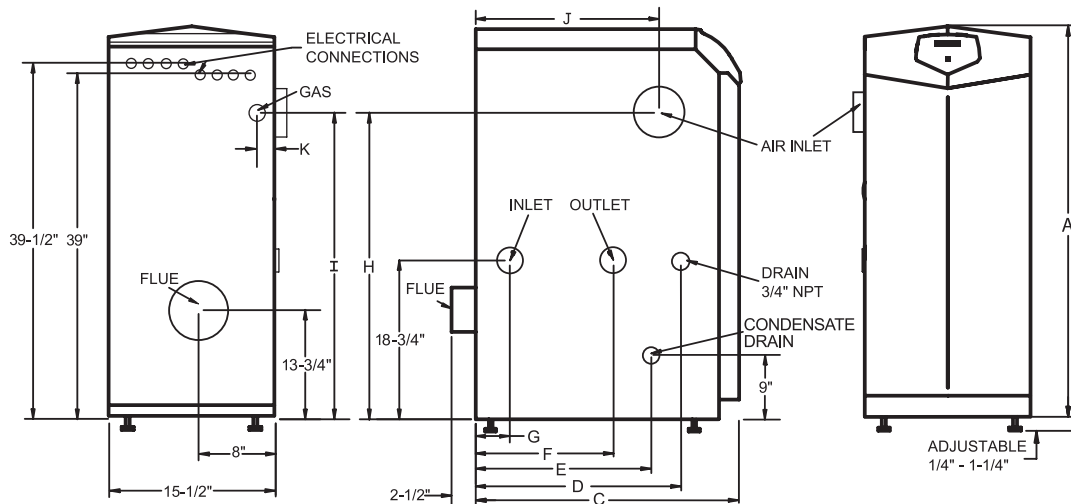 J
ELECTRICAL
CONNECTIONS
GAS
K
AIR INLET
39-1/2"
39"
H
H
A
INLET
OUTLET
FLUE
FLUE
DRAIN
3/4" NPT
18-3/4"
CONDENSATE
DRAIN
13-3/4"
9"
G
F
8"
E
ADJUSTABLE
1/4" - 1-1/4"
D
15-1/2"
2-1/2"
C